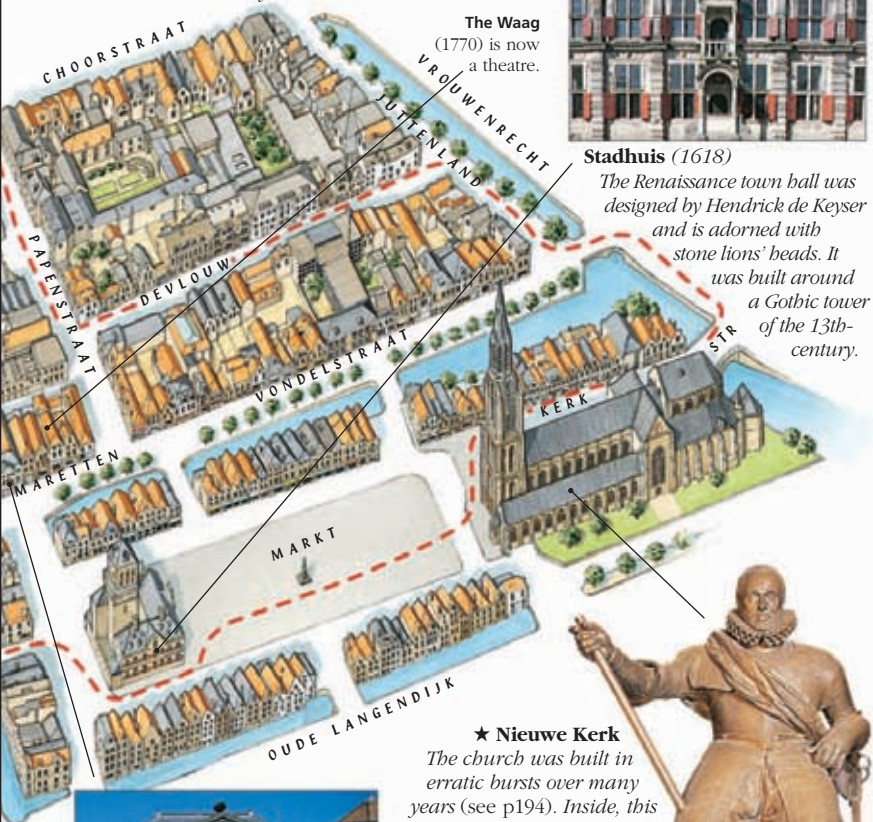 The Waag
(1770) is now
a theatre.
CHOORSTRAAT
VROUWENRECHT
JUTTENLAND
Stadhuis (1618)
The Renaissance town hall was
designed by Hendrick de Keyser
and is adorned with
stone lions' heads. It
was built around
a Gothic tower
of the 13th-
century.
PAPENSTRAAT
DEVLOUW
VONDELSTRAAT
STR
KERK
MARETTEN
MARKT
OUDE LANGENDIJK
★ Nieuwe Kerk
The church was built in
erratic bursts over many
years (see p194). Inside, this